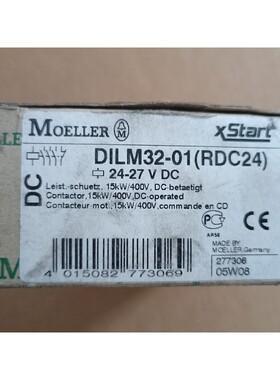 MOELLER
xStart
DC
DILM32-01(RDC24)
24-27 V DC
Leist.-schuetz, 15kW/400V, DC-betaetigt
Contactor,15kW/400V,DC-operated
Contacteur-mot.,15kW/400V,commande en CD
4 015082 773069
MADE BY
MOELLER,Germany
277306
05W08